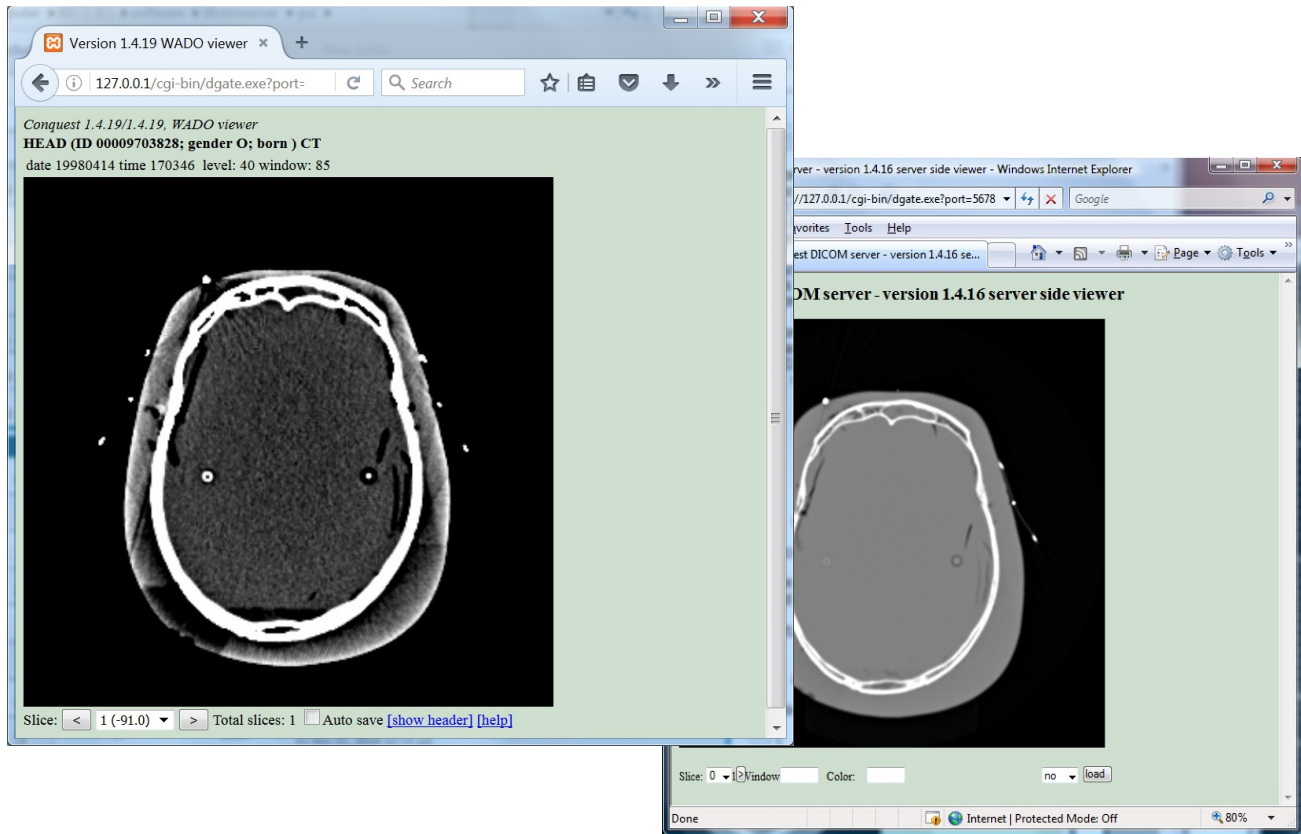 Version 1.4.19 WADO viewer
127.0.0.1/cgi-bin/dgate.exe?port=
Search
Conquest 1.4.19/1.4.19, WADO viewer
HEAD (ID 00009703828; gender O; born ) CT
date 19980414 time 170346 level: 40 window: 85
Slice: < 1 (-91.0) > Total slices: 1 Auto save [show header] [help]
rver - version 1.4.16 server side viewer - Windows Internet Explorer
//127.0.0.1/cgi-bin/dgate.exe?port=5678
Google
vorites Tools Help
est DICOM server - version 1.4.16 se...
Page Tools
OM server - version 1.4.16 server side viewer
Slice: 0 1 > Window Color: no load
Done
Internet | Protected Mode: Off
80%